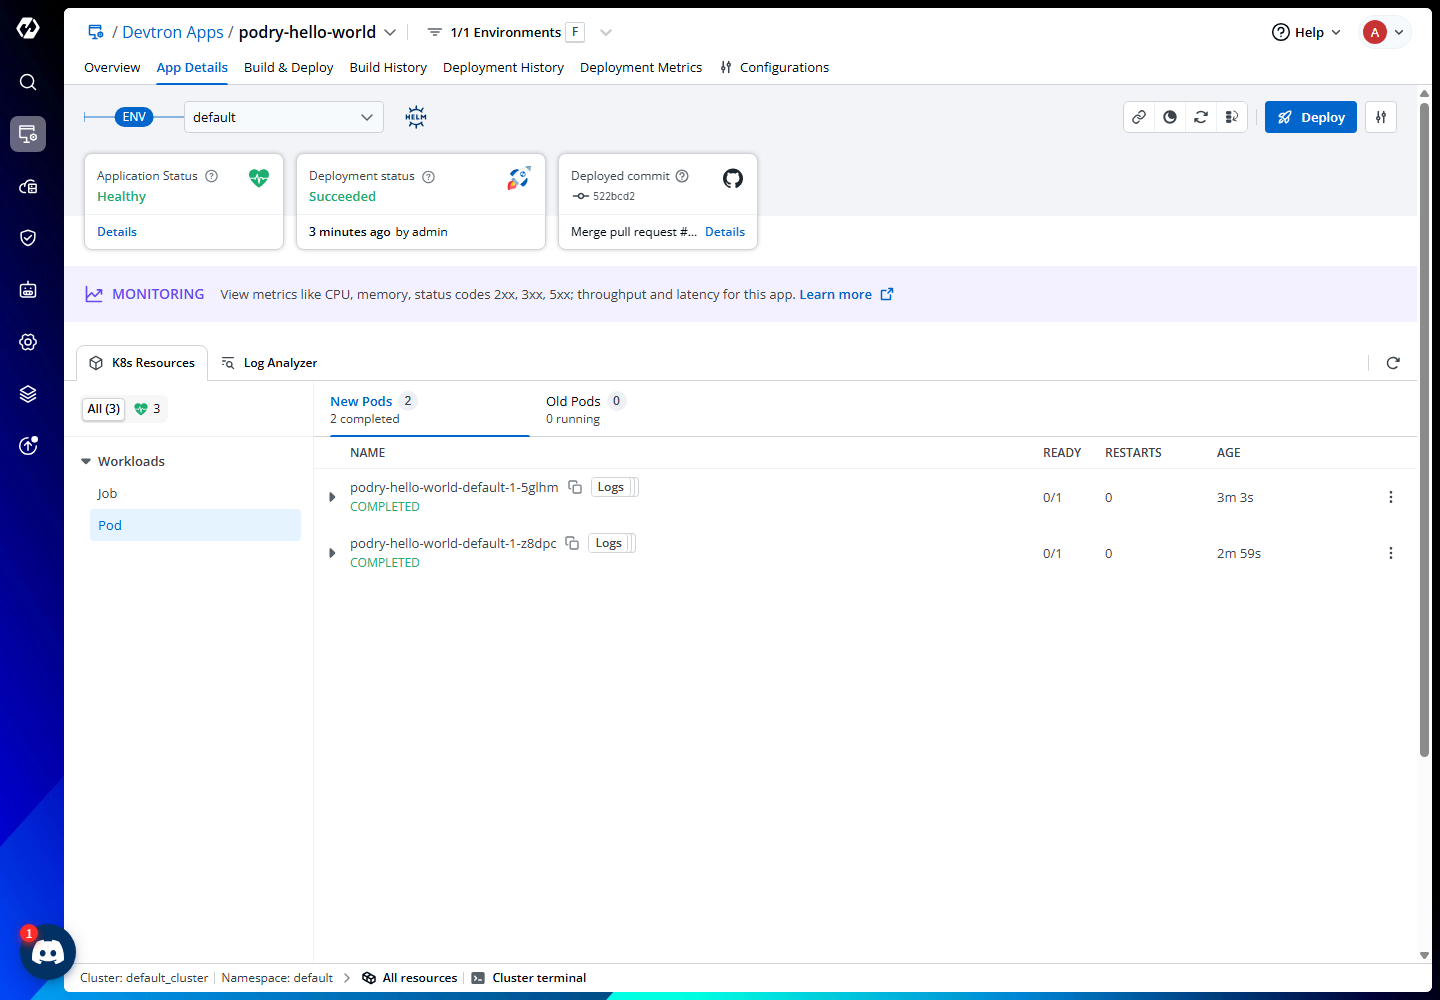 / Devtron Apps / podry-hello-world
1/1 Environments F
Help
A
Overview
App Details
Build & Deploy
Build History
Deployment History
Deployment Metrics
Configurations
ENV
default
HELM
Deploy
Application Status
Healthy
Details
Deployment status
Succeeded
3 minutes ago by admin
Deployed commit
522bcd2
Merge pull request #...
Details
MONITORING
View metrics like CPU, memory, status codes 2xx, 3xx, 5xx; throughput and latency for this app. Learn more
K8s Resources
Log Analyzer
All (3)
3
Workloads
Job
Pod
New Pods 2
2 completed
Old Pods 0
0 running
NAME READY RESTARTS AGE
podry-hello-world-default-1-5glhm Logs 0/1 0 3m 3s
COMPLETED
podry-hello-world-default-1-z8dpc Logs 0/1 0 2m 59s
COMPLETED
1
Cluster: default_cluster
Namespace: default
All resources
Cluster terminal